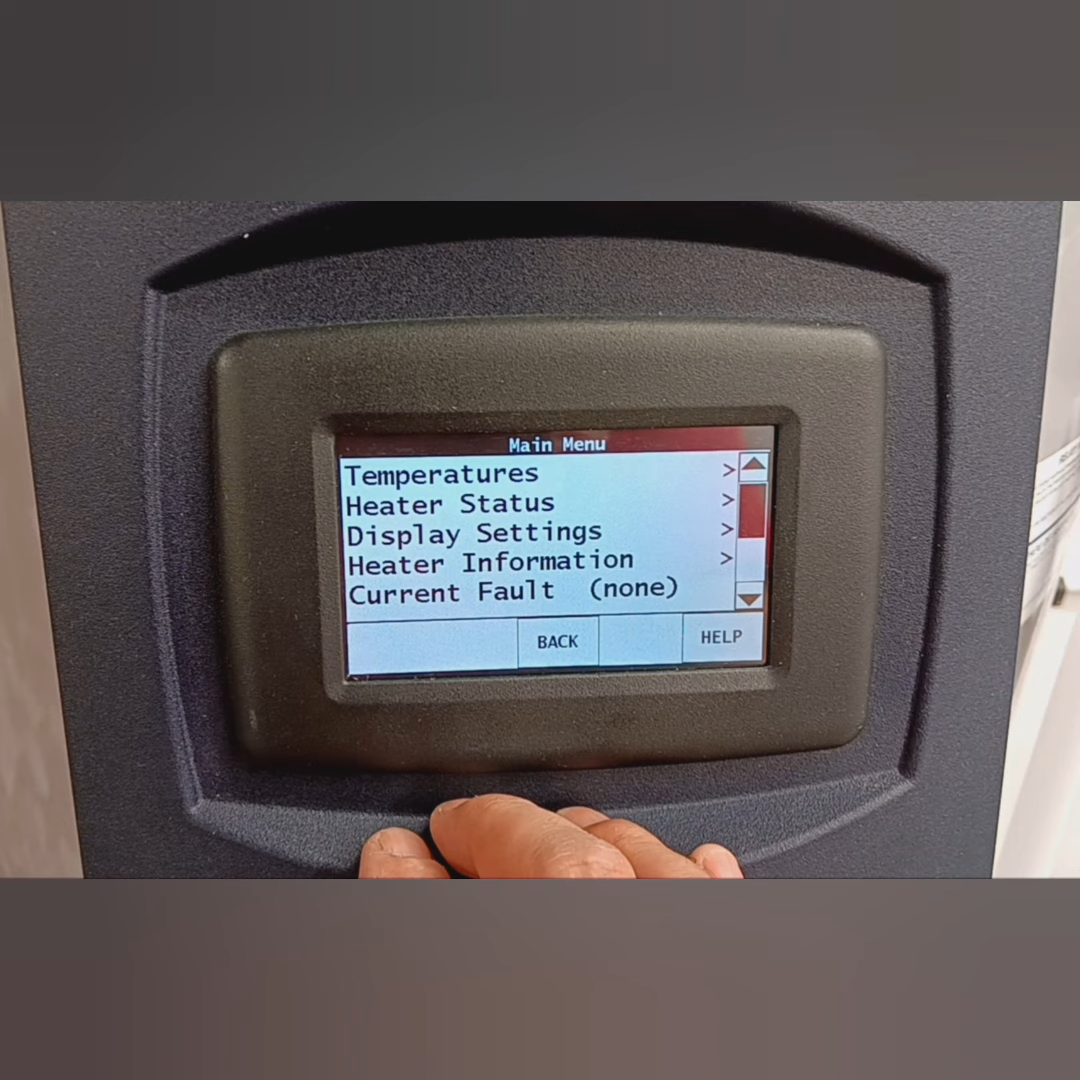 Main Menu
Temperatures >
Heater Status >
Display Settings >
Heater Information >
Current Fault (none)
BACK
HELP